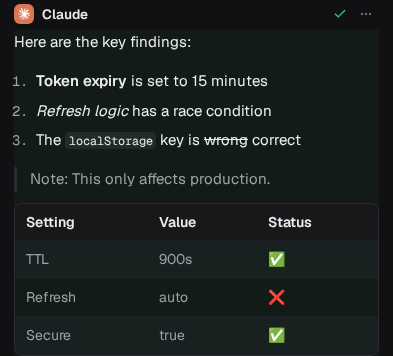 Claude
Here are the key findings:
1. Token expiry is set to 15 minutes
2. Refresh logic has a race condition
3. The localStorage key is wrong correct
Note: This only affects production.
Setting Value Status
TTL 900s ✅
Refresh auto ❌
Secure true ✅